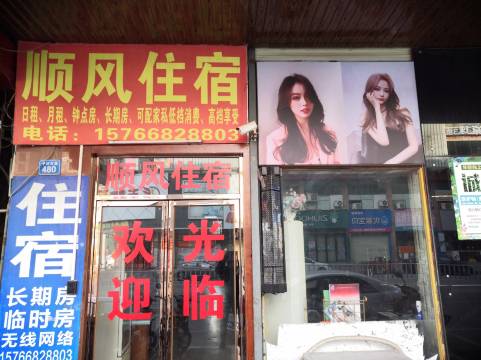 顺风住宿
日租、月租、钟点房、长期房、可配家私低档消费、高档享受
电话：15766828803
480
顺风住宿
欢 光
迎 临
住宿
长期房
临时房
无线网络
15766828803
诚